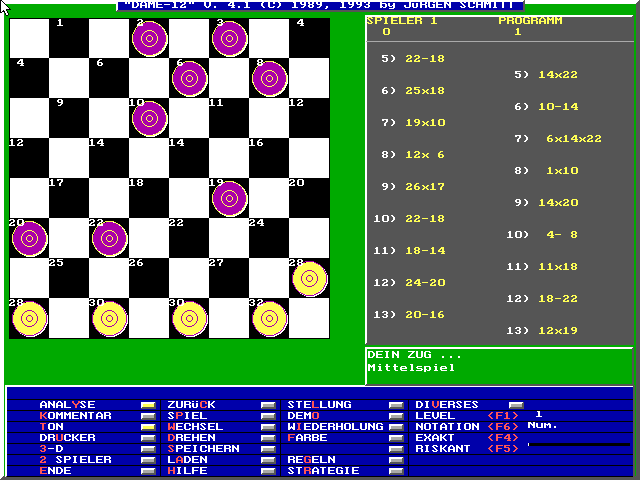 "DAME-12" V. 4.1 (C) 1989, 1993 by JüRGEN SCHMITT
SPIELER 1 PROGRAMM
0 1
5) 22-18
5) 14x22
6) 25x18
6) 10-14
7) 19x10
7) 6x14x22
8) 12x 6
8) 1x10
9) 26x17
9) 14x20
10) 22-18
10) 4- 8
11) 18-14
11) 11x18
12) 24-20
12) 18-22
13) 20-16
13) 12x19
1 2 3 4
4 6 6 8
9 10 11 12
12 14 14 16
17 18 19 20
20 22 22 24
25 26 27 28
28 30 30 32
DEIN ZUG ...
Mittelspiel
ANALYSE ZURüCK STELLUNG DIVERSES
KOMMENTAR SPIEL DEMO LEVEL <F1> 1
TON WECHSEL WIEDERHOLUNG NOTATION <F6> Num.
DRUCKER DREHEN FARBE EXAKT <F4>
3-D SPEICHERN RISKANT <F5>
2 SPIELER LADEN REGELN
ENDE HILFE STRATEGIE